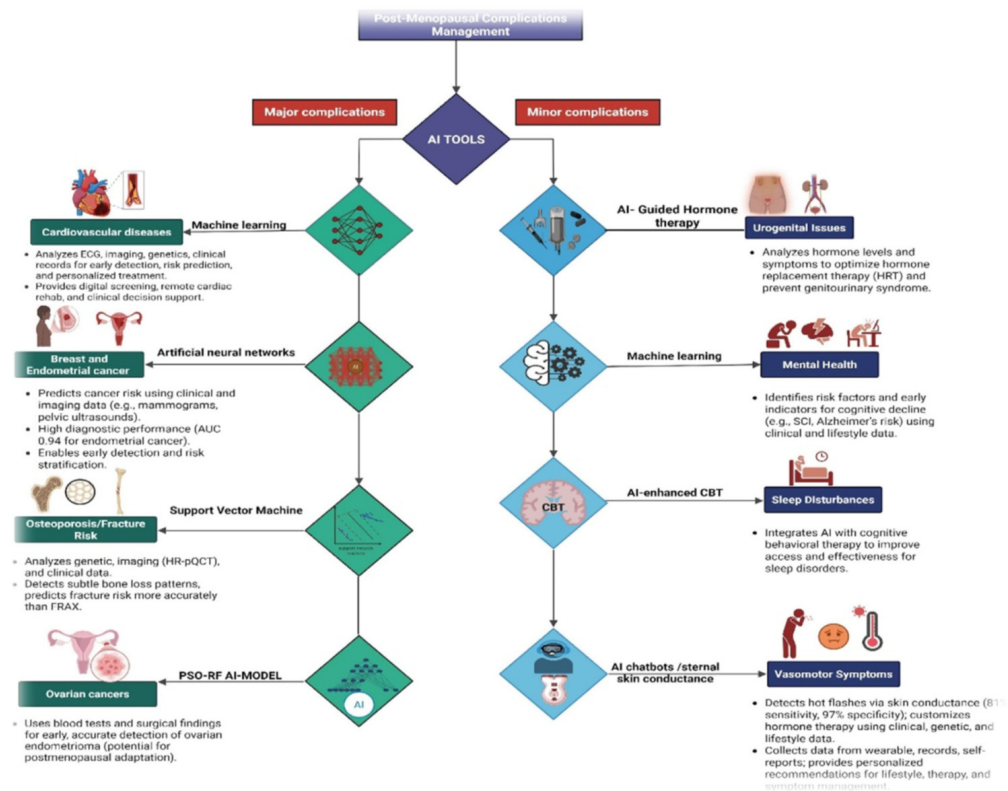 Post-Menopausal Complications
Management
Major complications
Minor complications
AI TOOLS
Cardiovascular diseases
Machine learning
• Analyzes ECG, imaging, genetics, clinical
records for early detection, risk prediction,
and personalized treatment.
• Provides digital screening, remote cardiac
rehab, and clinical decision support.
Breast and
Endometrial cancer
Artificial neural networks
AI
• Predicts cancer risk using clinical and
imaging data (e.g., mammograms,
pelvic ultrasounds).
• High diagnostic performance (AUC
0.94 for endometrial cancer).
• Enables early detection and risk
stratification.
Osteoporosis/Fracture
Risk
Support Vector Machine
• Analyzes genetic, imaging (HR-pQCT),
and clinical data.
• Detects subtle bone loss patterns,
predicts fracture risk more accurately
than FRAX.
Ovarian cancers
PSO-RF AI-MODEL
AI
• Uses blood tests and surgical findings
for early, accurate detection of ovarian
endometrioma (potential for
postmenopausal adaptation).
AI- Guided Hormone
therapy
Urogenital Issues
• Analyzes hormone levels and
symptoms to optimize hormone
replacement therapy (HRT) and
prevent genitourinary syndrome.
Machine learning
Mental Health
• Identifies risk factors and early
indicators for cognitive decline
(e.g., SCI, Alzheimer's risk) using
clinical and lifestyle data.
CBT
AI-enhanced CBT
Sleep DIsturbances
• Integrates AI with cognitive
behavioral therapy to improve
access and effectiveness for
sleep disorders.
AI chatbots /sternal
skin conductance
Vasomotor Symptoms
• Detects hot flashes via skin conductance (81%
sensitivity, 97% specificity); customizes
hormone therapy using clinical, genetic, and
lifestyle data.
• Collects data from wearable, records, self-
reports; provides personalized
recommendations for lifestyle, therapy, and
symptom management.